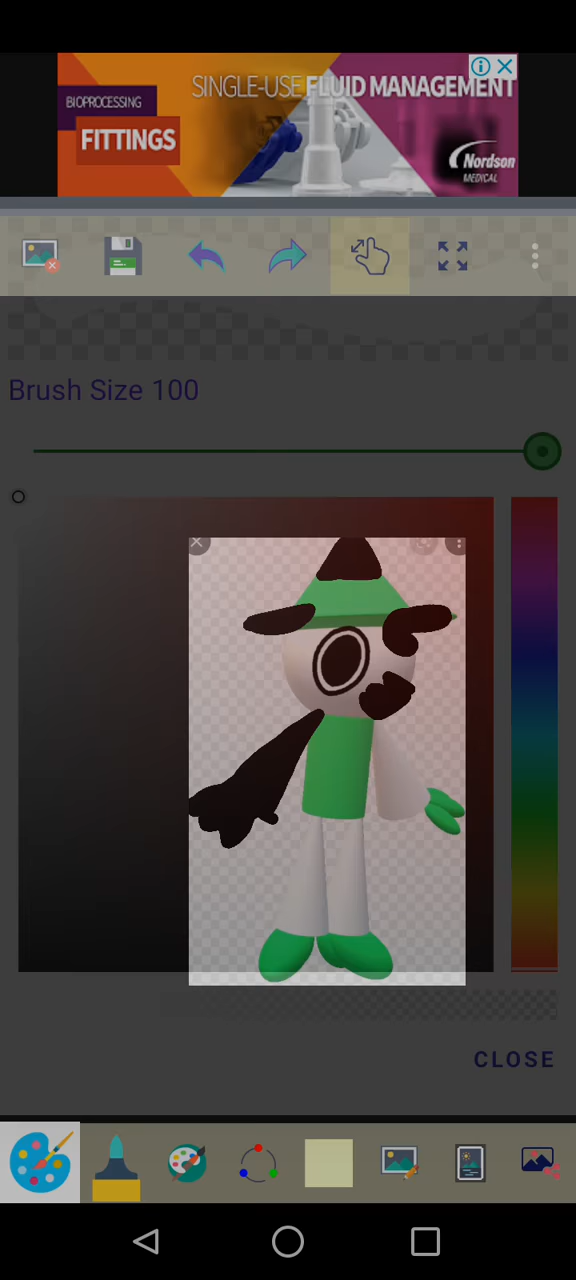 SINGLE-USE FLUID MANAGEMENT
BIOPROCESSING
FITTINGS
Nordson
MEDICAL
Brush Size 100
CLOSE